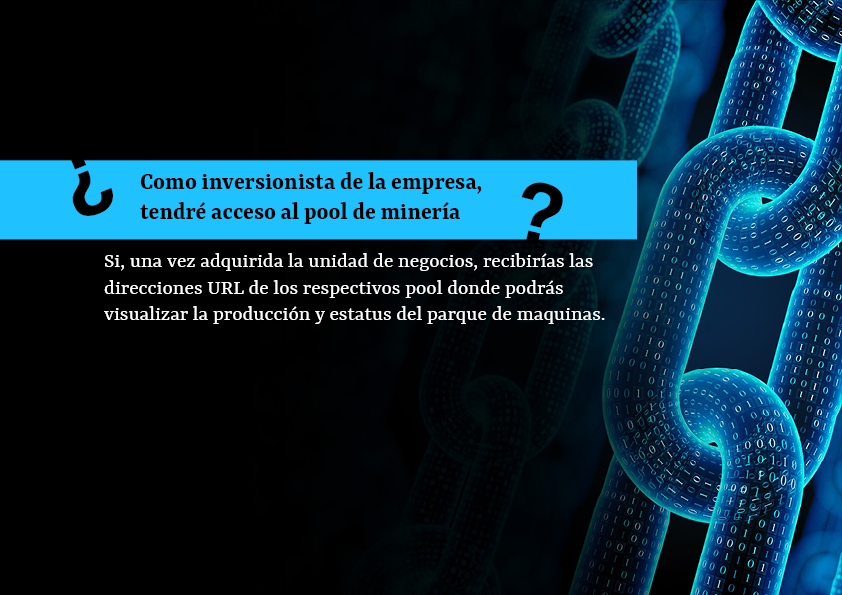 ¿ Como inversionista de la empresa,
tendré acceso al pool de minería ?
Si, una vez adquirida la unidad de negocios, recibirías las
direcciones URL de los respectivos pool donde podrás
visualizar la producción y estatus del parque de maquinas.